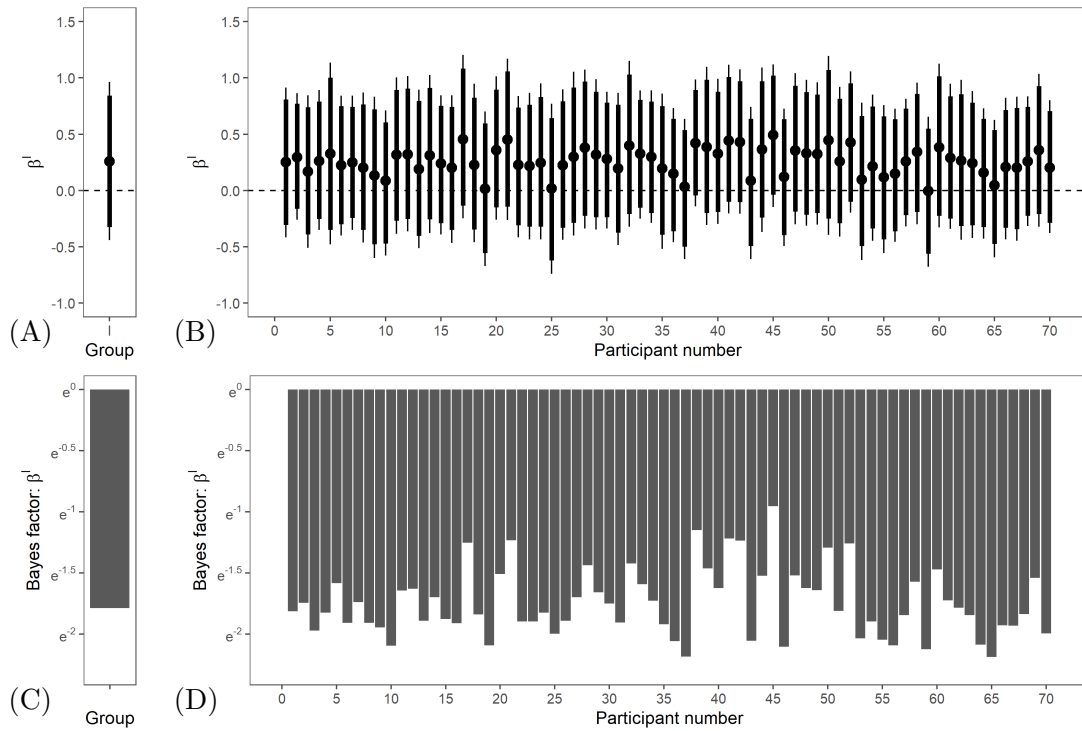 1.5
1.0
0.5
0.0
-0.5
-1.0
β^I
Group
(A)
1.5
1.0
0.5
0.0
-0.5
-1.0
β^I
0 5 10 15 20 25 30 35 40 45 50 55 60 65 70
Participant number
(B)
e^0
e^-0.5
e^-1
e^-1.5
e^-2
Bayes factor: β^I
Group
(C)
e^0
e^-0.5
e^-1
e^-1.5
e^-2
Bayes factor: β^I
0 5 10 15 20 25 30 35 40 45 50 55 60 65 70
Participant number
(D)